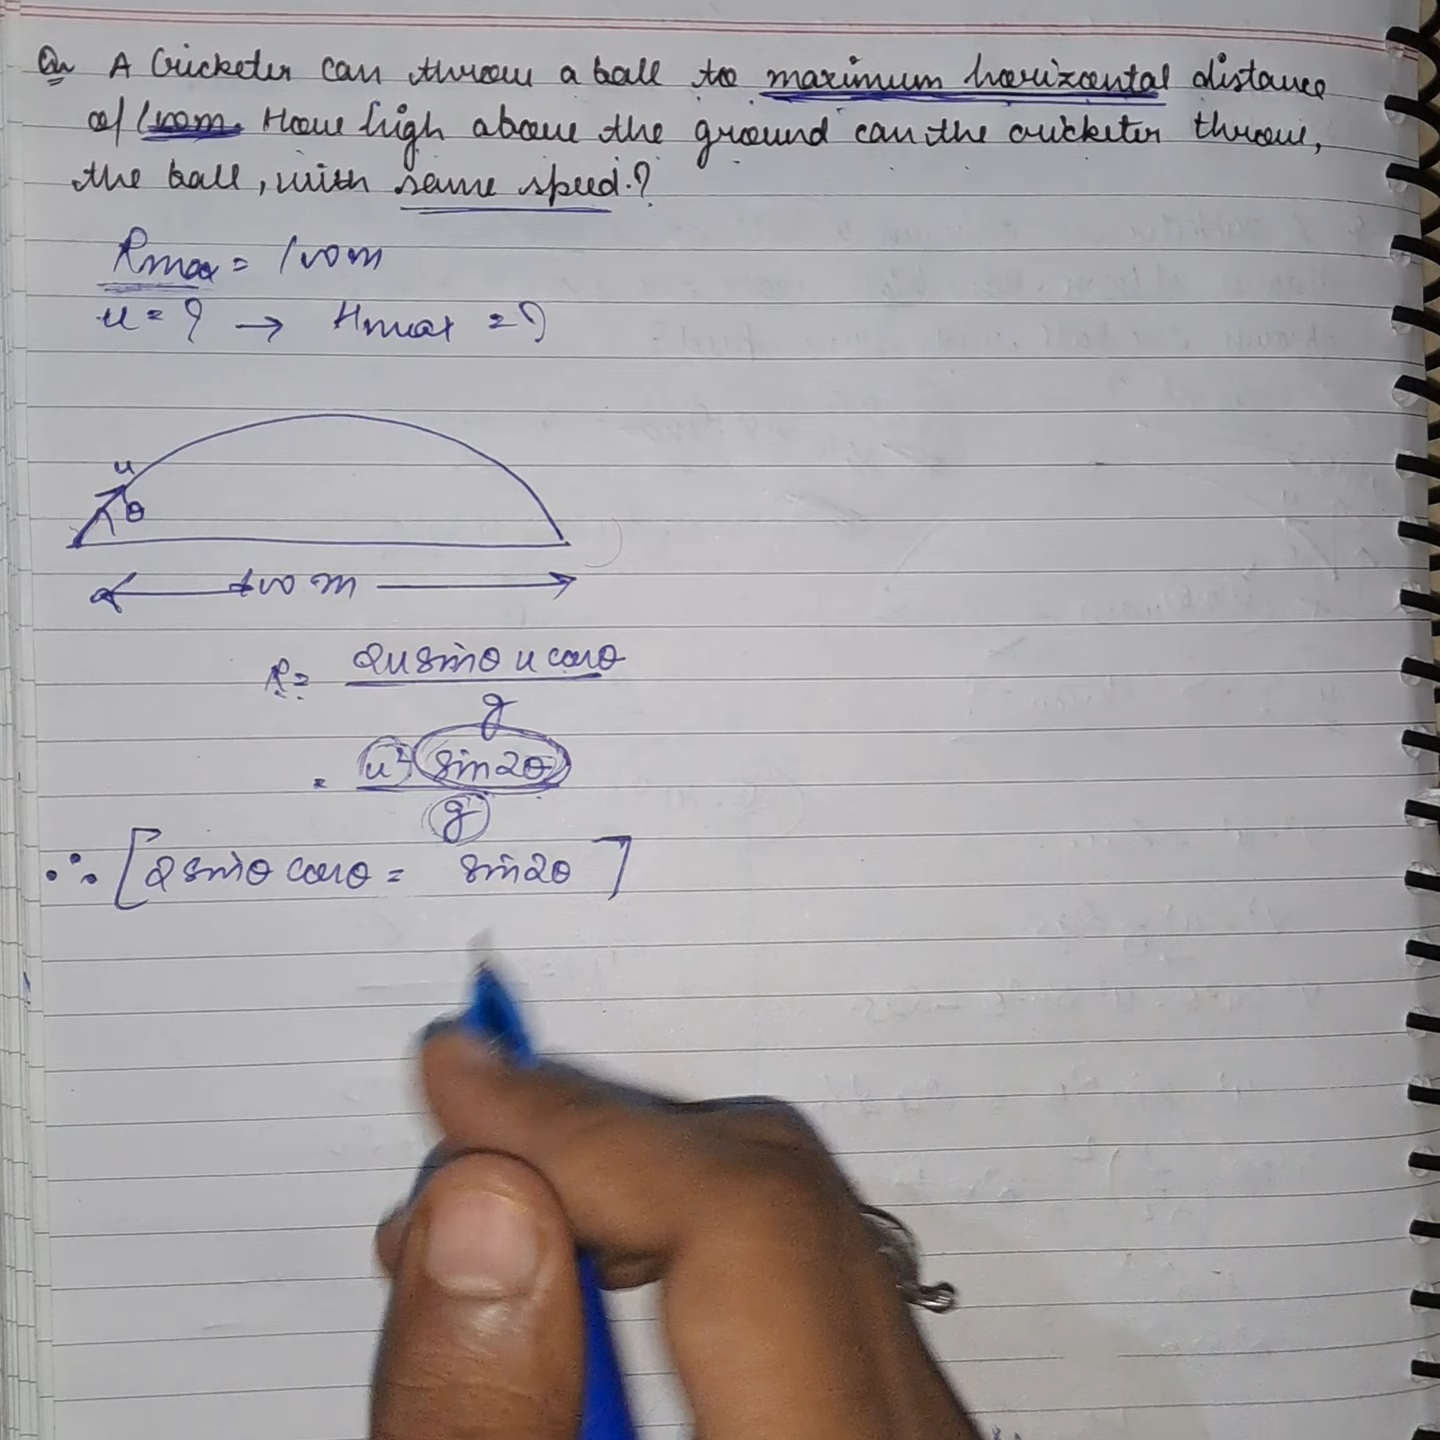 Q A Cricketer can throw a ball to maximum horizontal distance
of 100m. How high above the ground can the cricketer throw,
the ball, with same speed.?
Rmax = 100m
u = ? → Hmax = ?
u
θ
100 m
R = 2u sinθ u cosθ
g
= u² sin2θ
g
∴ [2 sinθ cosθ = sin2θ]